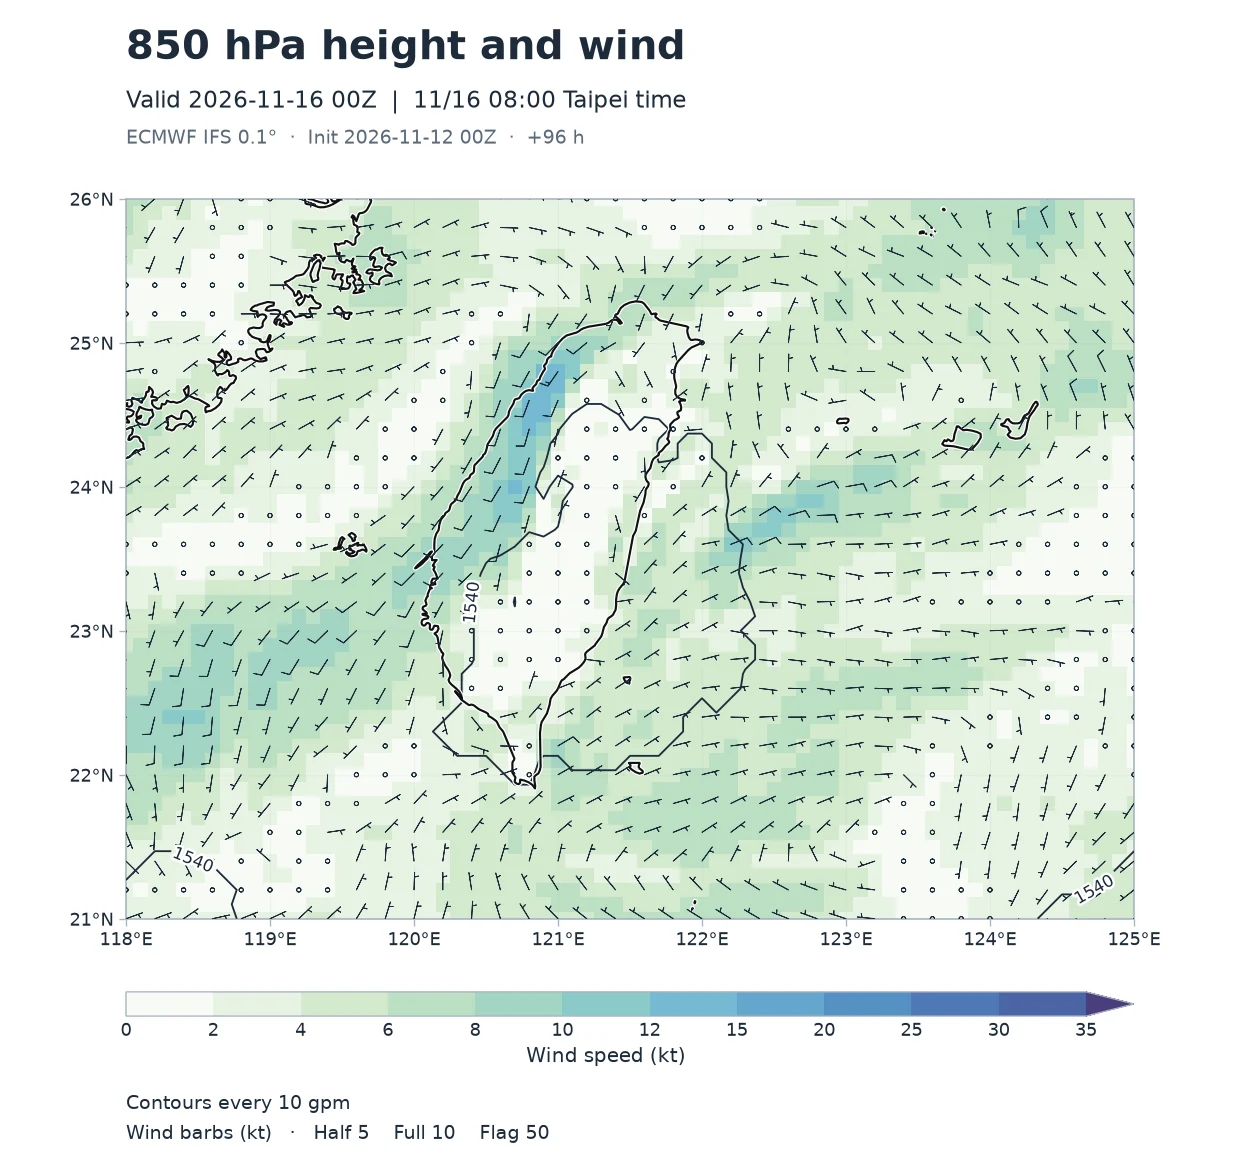 850 hPa height and wind
Valid 2026-11-16 00Z | 11/16 08:00 Taipei time
ECMWF IFS 0.1° · Init 2026-11-12 00Z · +96 h
26°N
25°N
24°N
23°N
22°N
21°N
1540
1540
1540
118°E 119°E 120°E 121°E 122°E 123°E 124°E 125°E
0 2 4 6 8 10 12 15 20 25 30 35
Wind speed (kt)
Contours every 10 gpm
Wind barbs (kt) · Half 5 Full 10 Flag 50